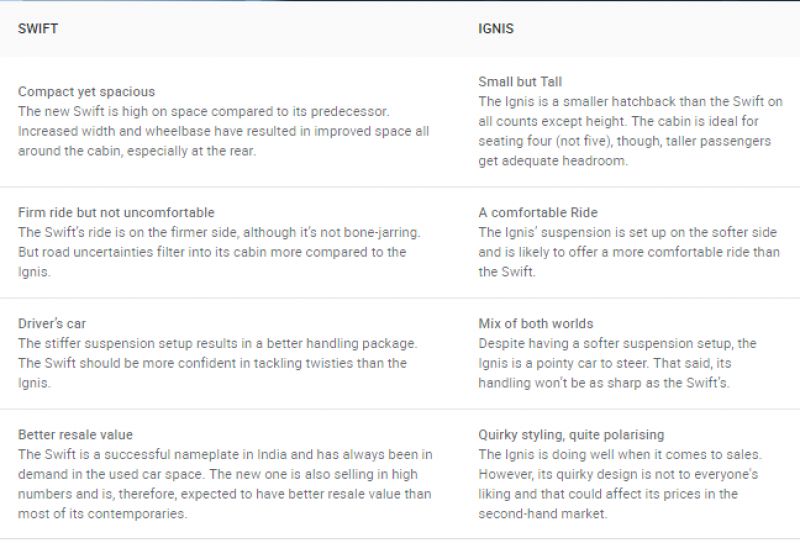 SWIFT
IGNIS
Compact yet spacious
The new Swift is high on space compared to its predecessor.
Increased width and wheelbase have resulted in improved space all
around the cabin, especially at the rear.
Small but Tall
The Ignis is a smaller hatchback than the Swift on
all counts except height. The cabin is ideal for
seating four (not five), though, taller passengers
get adequate headroom.
Firm ride but not uncomfortable
The Swift's ride is on the firmer side, although it's not bone-jarring.
But road uncertainties filter into its cabin more compared to the
Ignis.
A comfortable Ride
The Ignis' suspension is set up on the softer side
and is likely to offer a more comfortable ride than
the Swift.
Driver's car
The stiffer suspension setup results in a better handling package.
The Swift should be more confident in tackling twisties than the
Ignis.
Mix of both worlds
Despite having a softer suspension setup, the
Ignis is a pointy car to steer. That said, its
handling won't be as sharp as the Swift's.
Better resale value
The Swift is a successful nameplate in India and has always been in
demand in the used car space. The new one is also selling in high
numbers and is, therefore, expected to have better resale value than
most of its contemporaries.
Quirky styling, quite polarising
The Ignis is doing well when it comes to sales.
However, its quirky design is not to everyone's
liking and that could affect its prices in the
second-hand market.